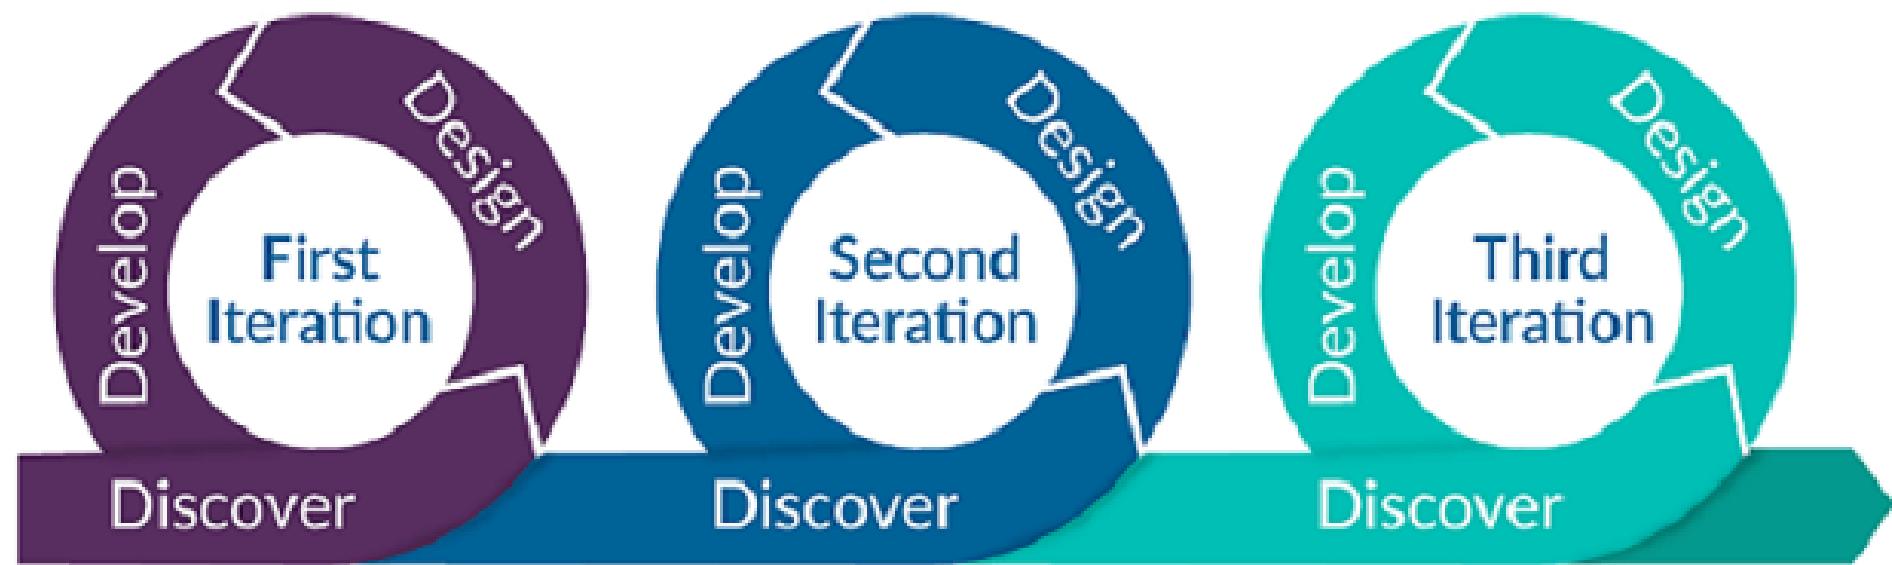 Develop
Design
First
Iteration
Discover
Develop
Design
Second
Iteration
Discover
Develop
Design
Third
Iteration
Discover